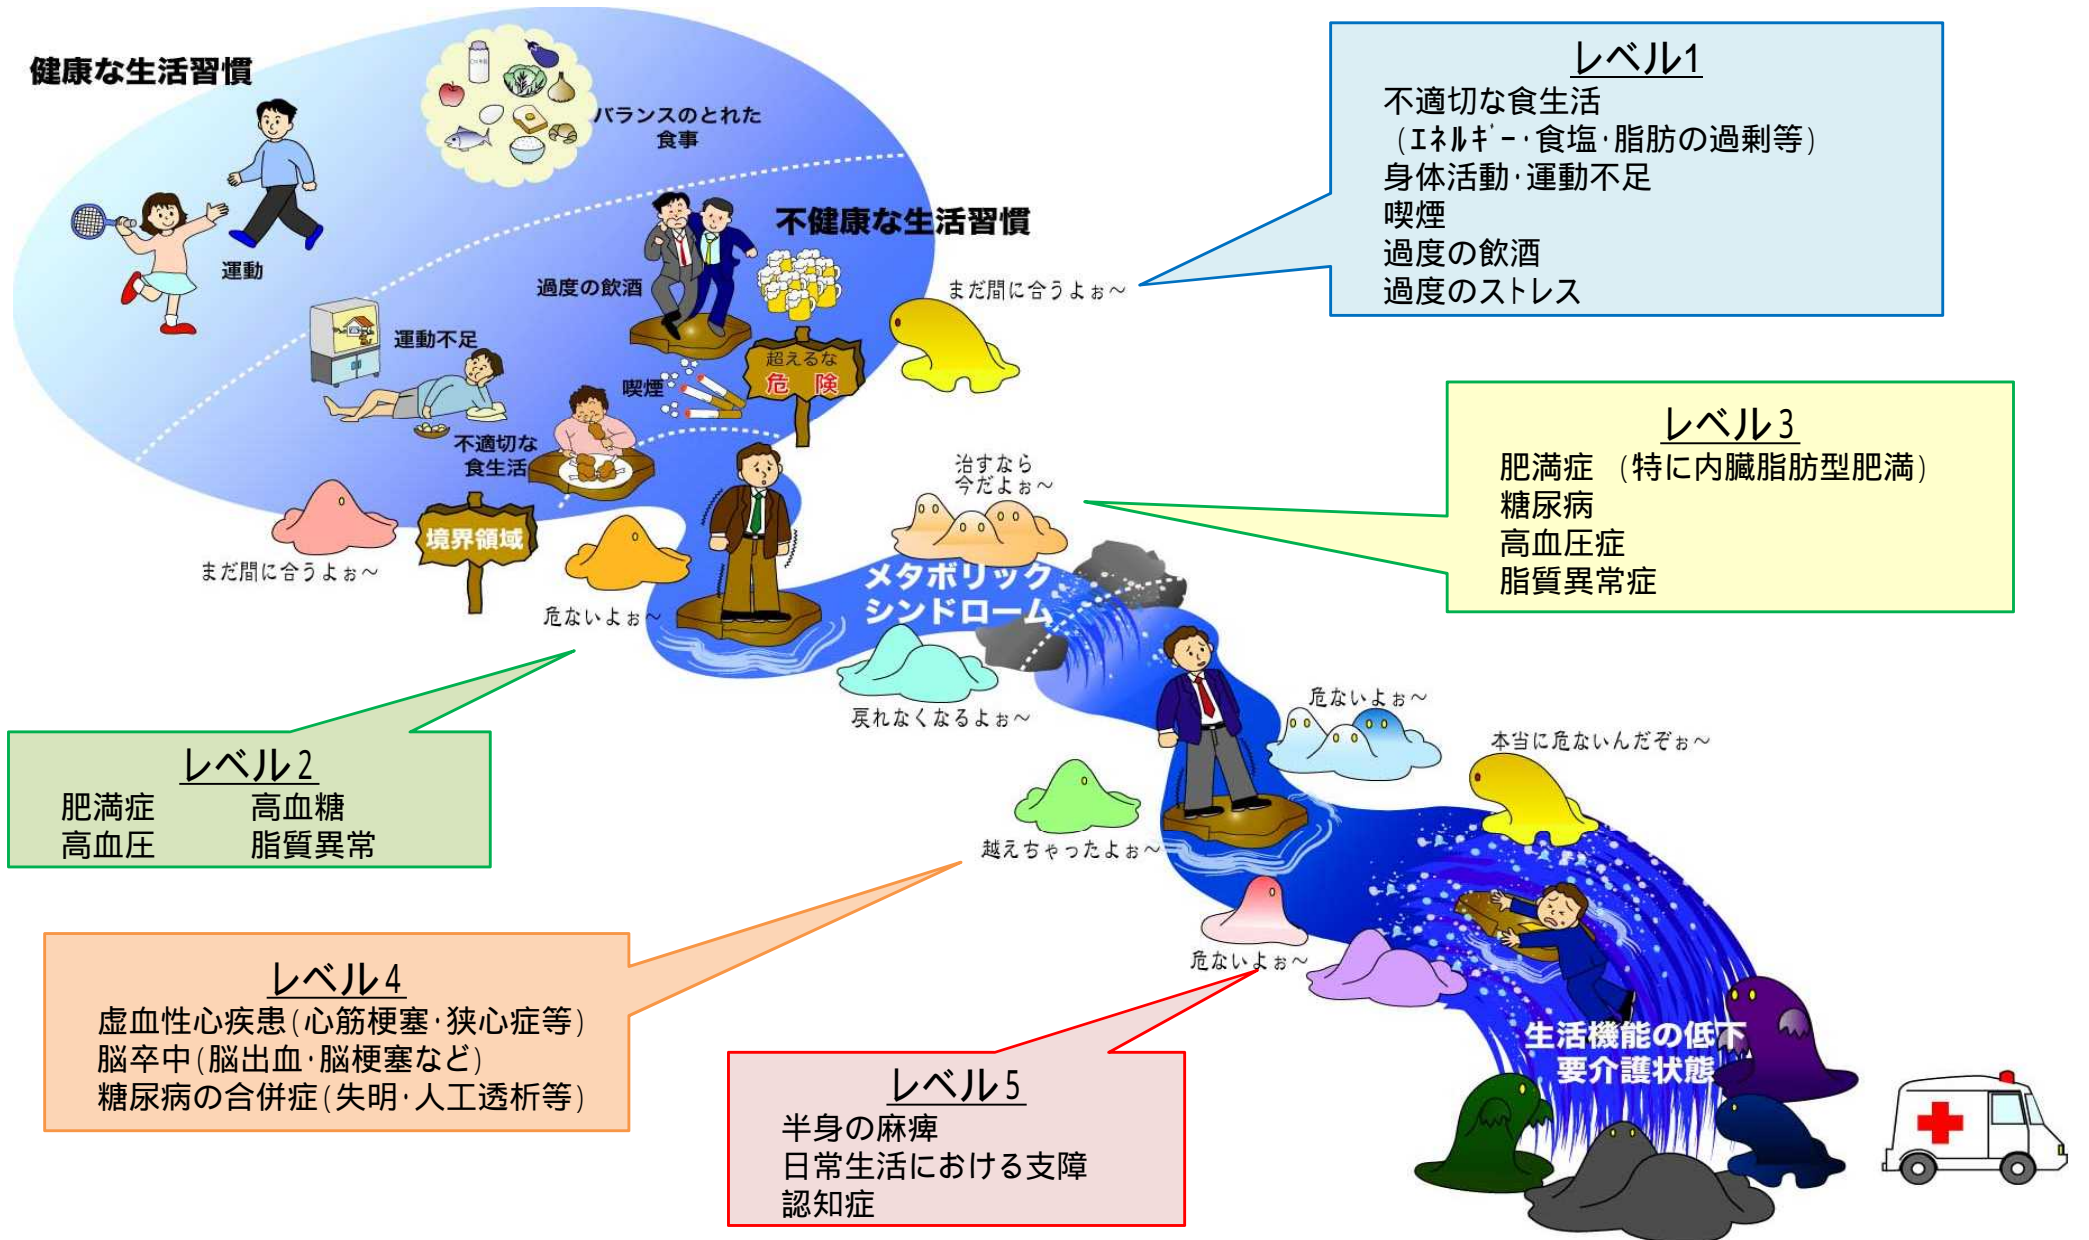 健康な生活習慣
バランスのとれた
食事
運動
不健康な生活習慣
過度の飲酒
まだ間に合うよぉ～
運動不足
喫煙
超えるな
危 険
不適切な
食生活
境界領域
まだ間に合うよぉ～
危ないよぉ～
治すなら
今だよぉ～
メタボリック
シンドローム
戻れなくなるよぉ～
危ないよぉ～
越えちゃったよぉ～
本当に危ないんだぞぉ～
危ないよぉ～
生活機能の低下
要介護状態
レベル1
不適切な食生活
(エネルギー･食塩･脂肪の過剰等)
身体活動･運動不足
喫煙
過度の飲酒
過度のストレス
レベル2
肥満症 高血糖
高血圧 脂質異常
レベル3
肥満症 (特に内臓脂肪型肥満)
糖尿病
高血圧症
脂質異常症
レベル4
虚血性心疾患(心筋梗塞･狭心症等)
脳卒中(脳出血･脳梗塞など)
糖尿病の合併症(失明･人工透析等)
レベル5
半身の麻痺
日常生活における支障
認知症